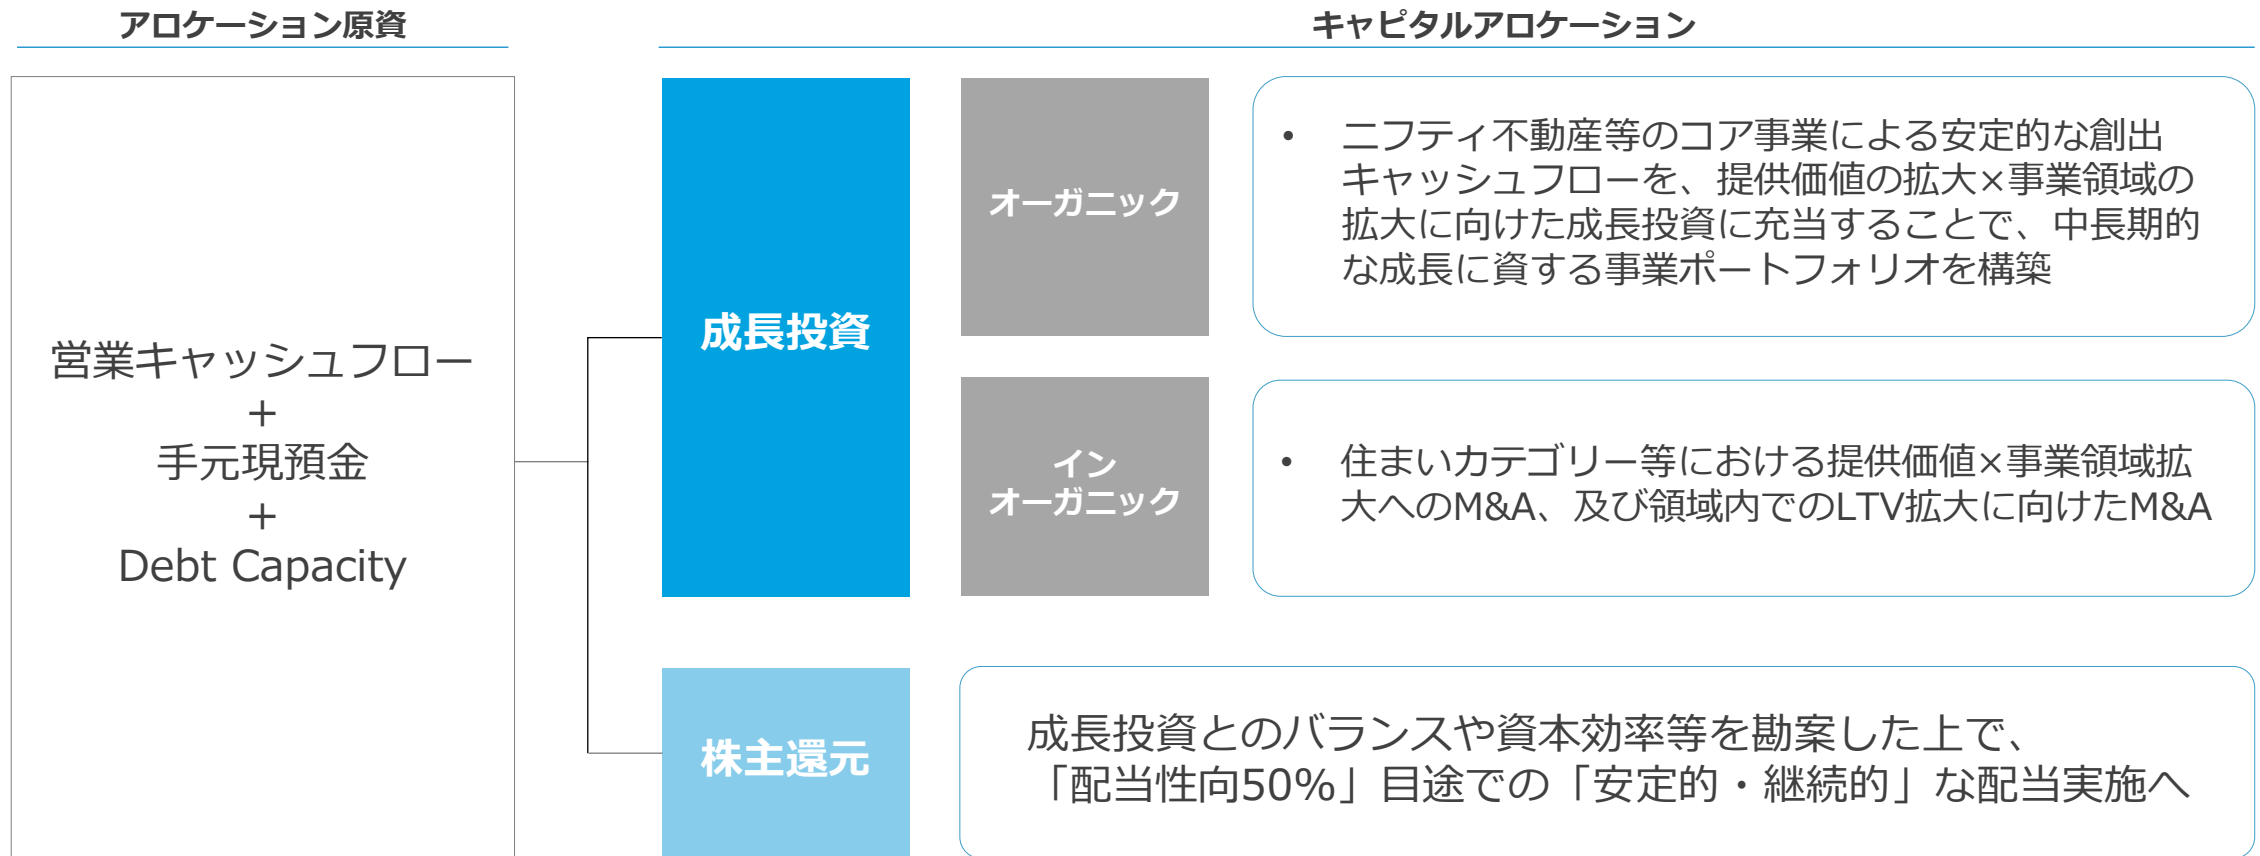 アロケーション原資
キャピタルアロケーション
営業キャッシュフロー
+
手元現預金
+
Debt Capacity
成長投資
オーガニック
• ニフティ不動産等のコア事業による安定的な創出
キャッシュフローを、提供価値の拡大×事業領域の
拡大に向けた成長投資に充当することで、中長期的
な成長に資する事業ポートフォリオを構築
イン
オーガニック
• 住まいカテゴリー等における提供価値×事業領域拡
大へのM&A、及び領域内でのLTV拡大に向けたM&A
株主還元
成長投資とのバランスや資本効率等を勘案した上で、
「配当性向50%」目途での「安定的・継続的」な配当実施へ